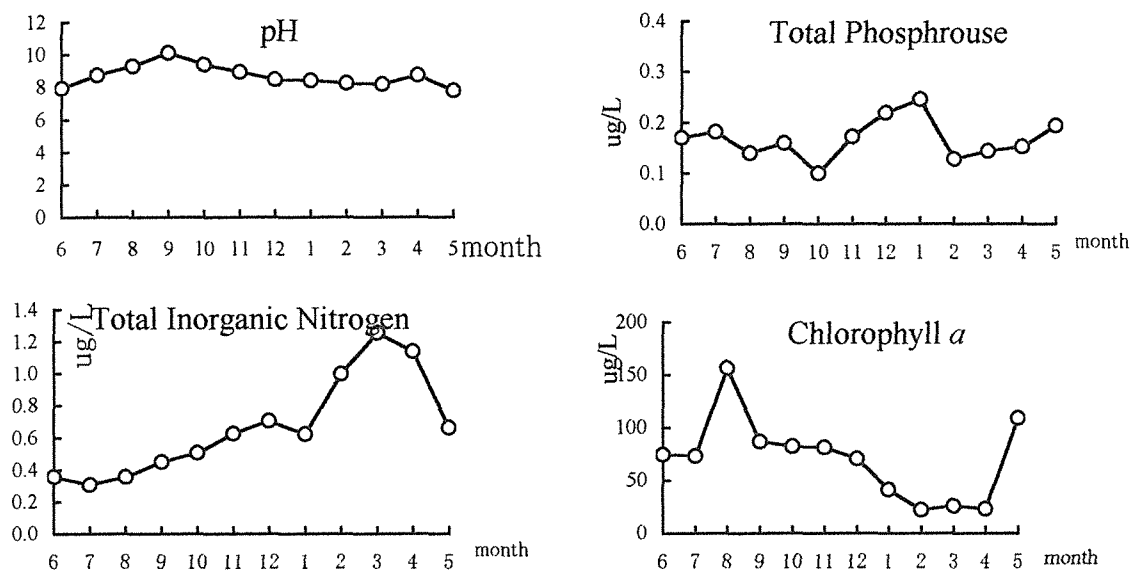 pH
12
10
8
6
4
2
0
6 7 8 9 10 11 12 1 2 3 4 5 month
Total Phosphrouse
ug/L
0.4
0.3
0.2
0.1
0.0
6 7 8 9 10 11 12 1 2 3 4 5 month
Total Inorganic Nitrogen
ug/L
1.4
1.2
1.0
0.8
0.6
0.4
0.2
0.0
6 7 8 9 10 11 12 1 2 3 4 5 month
Chlorophyll a
ug/L
200
150
100
50
0
6 7 8 9 10 11 12 1 2 3 4 5 month